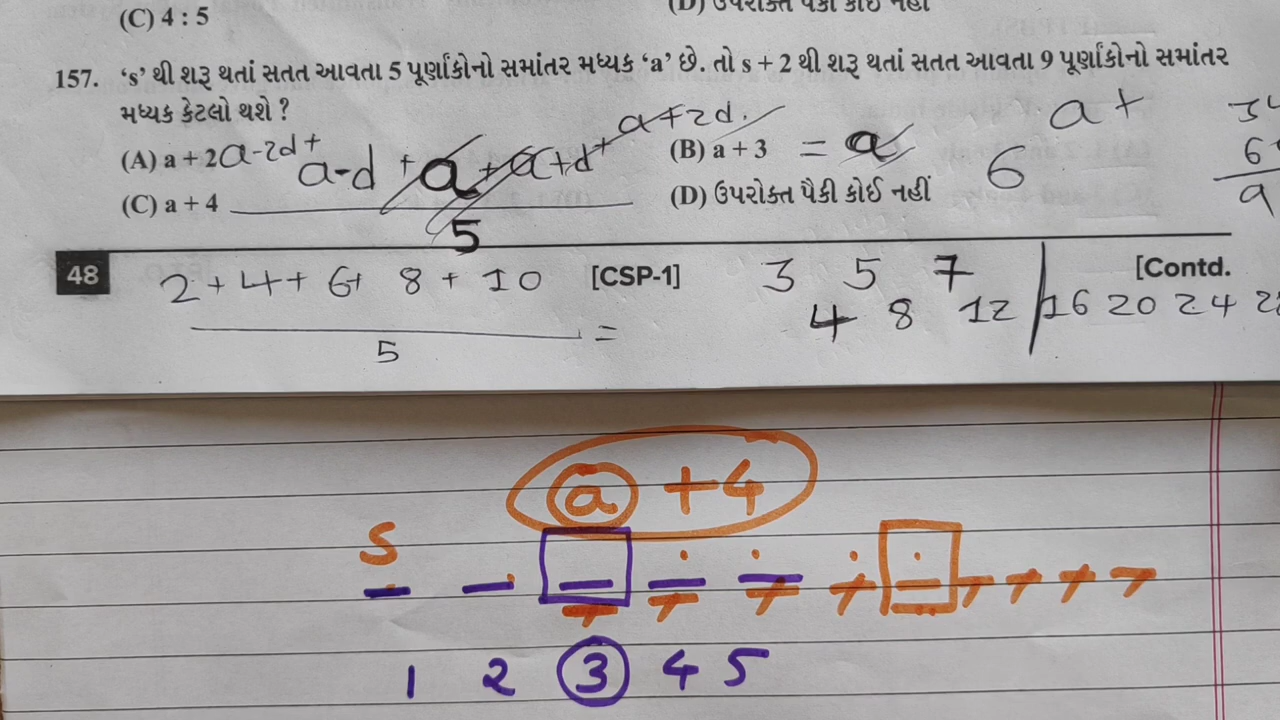 (C) 4 : 5
(D) ઉપરોક્ત પૈકી કોઈ નહીં
157. ‘s’ થી શરૂ થતાં સતત આવતા 5 પૂર્ણાંકોનો સમાંતર મધ્યક ‘a’ છે. તો s + 2 થી શરૂ થતાં સતત આવતા 9 પૂર્ણાંકોનો સમાંતર
મધ્યક કેટલો થશે ?
(A) a + 2 a-2d + a-d + a + a+d + a+2d
(B) a + 3 = a 6 a +
(C) a + 4
5
(D) ઉપરોક્ત પૈકી કોઈ નહીં
48 2 + 4 + 6 + 8 + 10 [CSP-1] 3 5 7 [Contd.
5 =
4 8 12 16 20 24
a + 4
S
1 2 3 4 5